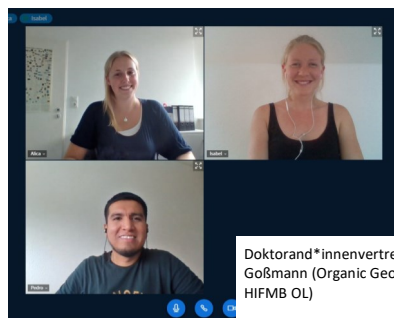 Isabel
Alica
Isabel
Pedro
Doktorand*innenvertre
Goßmann (Organic Geo
HIFMB OL)